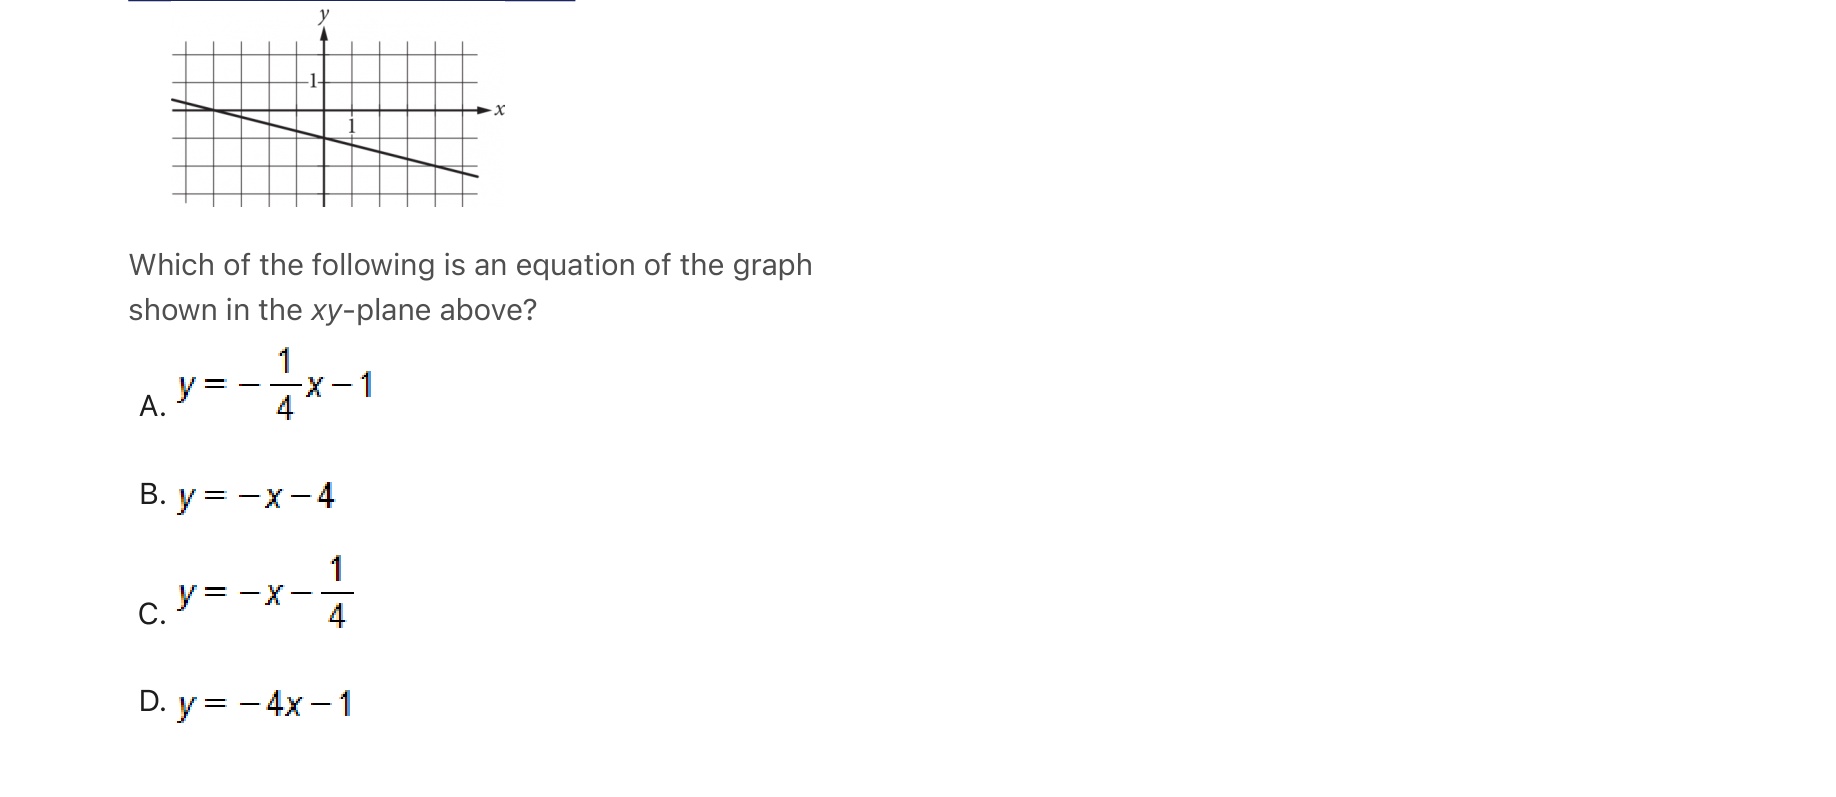 y
1
x
1
Which of the following is an equation of the graph
shown in the xy-plane above?
A. y = -\frac{1}{4}x - 1
B. y = -x - 4
C. y = -x - \frac{1}{4}
D. y = -4x - 1